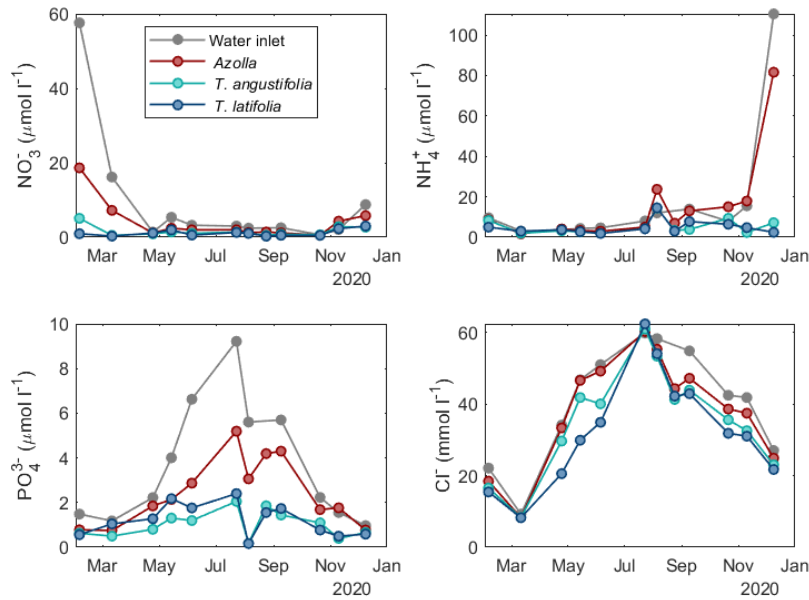 60
40
20
0
NO₃⁻ (μmol l⁻¹)
Water inlet
Azolla
T. angustifolia
T. latifolia
Mar May Jul Sep Nov Jan
2020
100
80
60
40
20
0
NH₄⁺ (μmol l⁻¹)
Mar May Jul Sep Nov Jan
2020
10
8
6
4
2
0
PO₄³⁻ (μmol l⁻¹)
Mar May Jul Sep Nov Jan
2020
60
40
20
0
Cl⁻ (mmol l⁻¹)
Mar May Jul Sep Nov Jan
2020